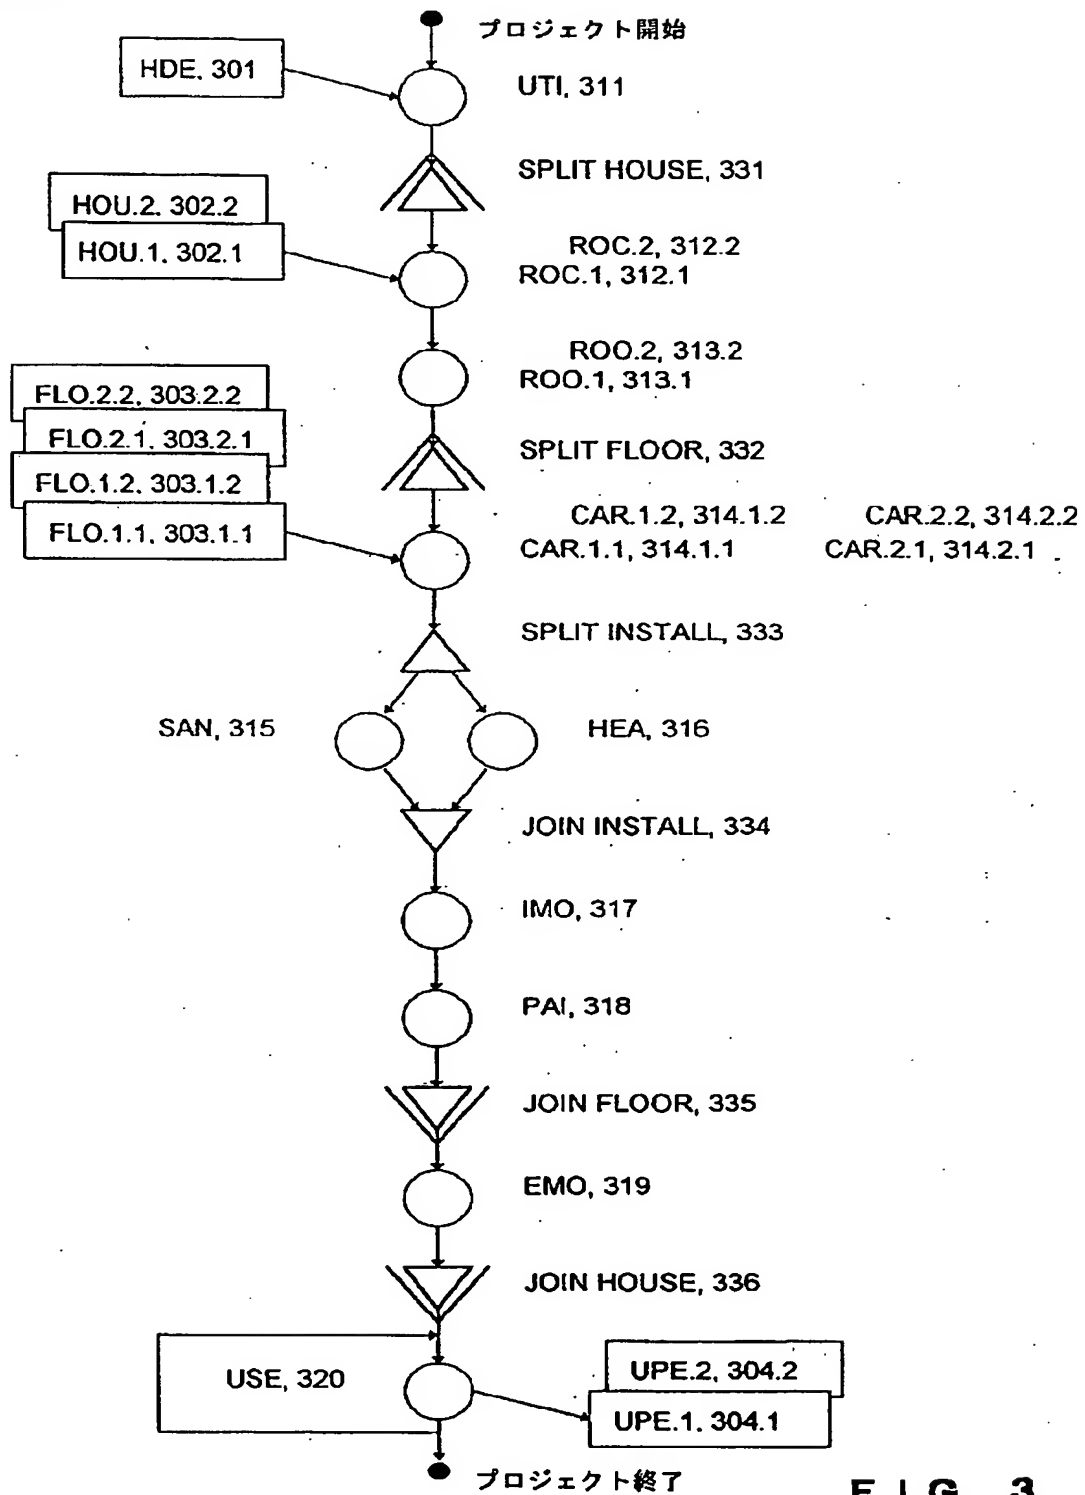 プロジェクト開始
HDE, 301
UTI, 311
SPLIT HOUSE, 331
HOU.2, 302.2
HOU.1, 302.1
ROC.2, 312.2
ROC.1, 312.1
ROO.2, 313.2
ROO.1, 313.1
FLO.2.2, 303.2.2
FLO.2.1, 303.2.1
FLO.1.2, 303.1.2
FLO.1.1, 303.1.1
SPLIT FLOOR, 332
CAR.1.2, 314.1.2 CAR.2.2, 314.2.2
CAR.1.1, 314.1.1 CAR.2.1, 314.2.1
SPLIT INSTALL, 333
SAN, 315 HEA, 316
JOIN INSTALL, 334
IMO, 317
PAI, 318
JOIN FLOOR, 335
EMO, 319
JOIN HOUSE, 336
USE, 320
UPE.2, 304.2
UPE.1, 304.1
プロジェクト終了
FIG. 3